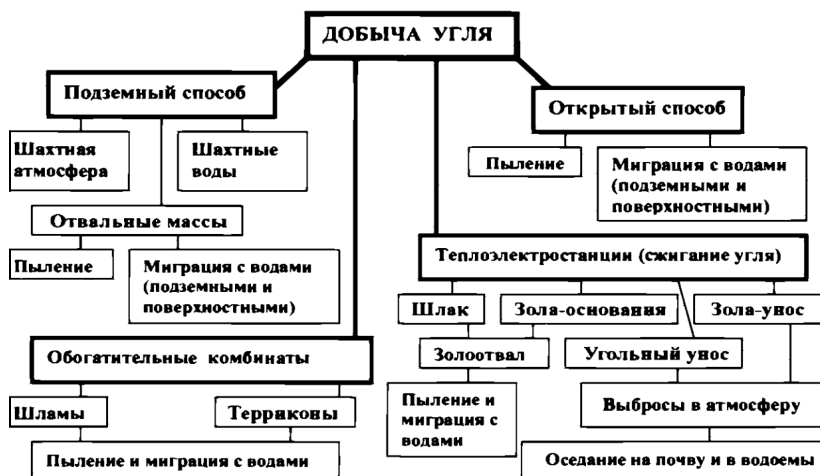 ДОБЫЧА УГЛЯ
Подземный способ
Шахтная
атмосфера
Шахтные
воды
Отвальные массы
Пыление
Миграция с водами
(подземными и
поверхностными)
Открытый способ
Пыление
Миграция с водами
(подземными и
поверхностными)
Теплоэлектростанции (сжигание угля)
Шлак
Зола-основания
Зола-унос
Золоотвал
Угольный унос
Пыление и
миграция с
водами
Выбросы в атмосферу
Оседание на почву и в водоемы
Обогатительные комбинаты
Шламы
Терриконы
Пыление и миграция с водами